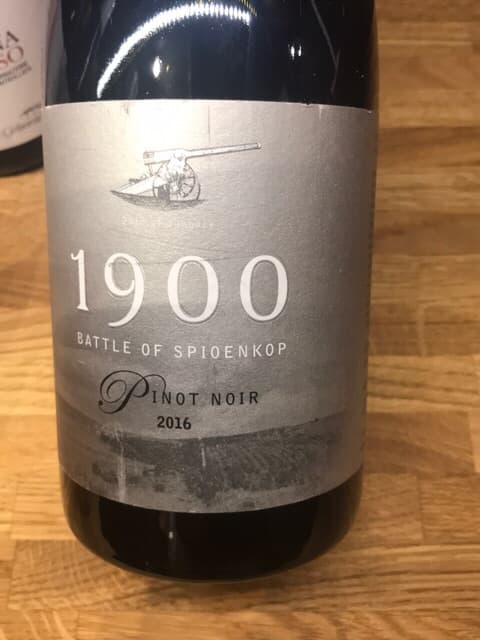 1900
BATTLE OF SPIOENKOP
PINOT NOIR
2016